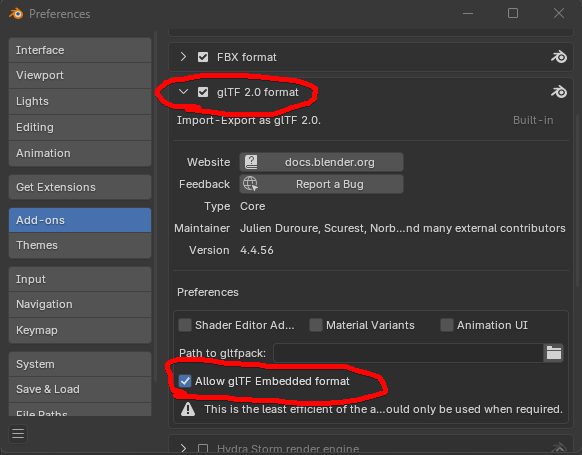 Preferences
Interface
Viewport
Lights
Editing
Animation
Get Extensions
Add-ons
Themes
Input
Navigation
Keymap
System
Save & Load
File Paths
FBX format
glTF 2.0 format
Import-Export as glTF 2.0.
Built-in
Website docs.blender.org
Feedback Report a Bug
Type Core
Maintainer Julien Duroure, Scurest, Norb...nd many external contributors
Version 4.4.56
Preferences
Shader Editor Ad... Material Variants Animation UI
Path to gltfpack:
Allow glTF Embedded format
This is the least efficient of the a...ould only be used when required.
Hydra Storm render engine